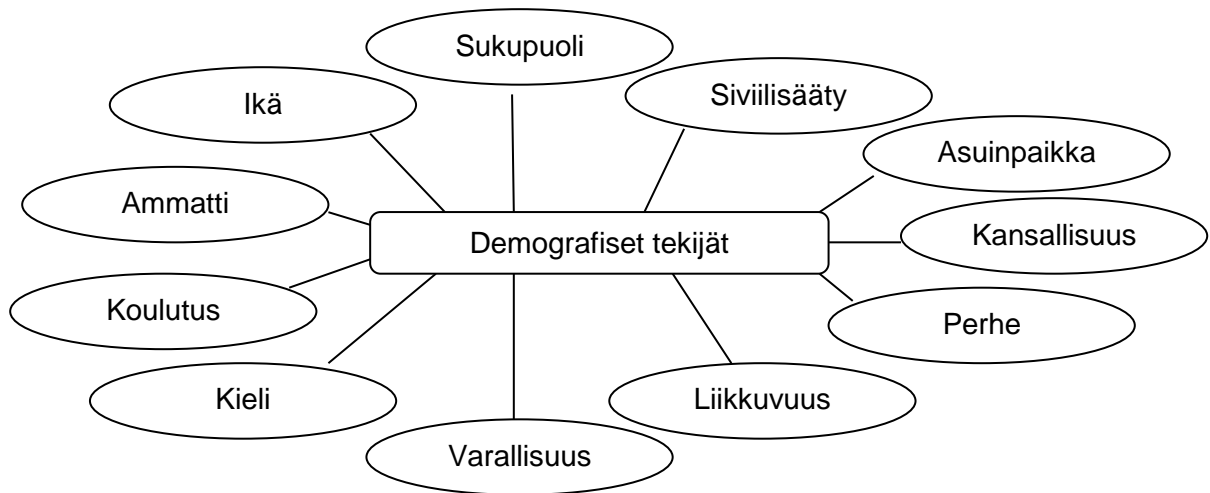 Sukupuoli
Ikä
Siviilisääty
Asuinpaikka
Ammatti
Kansallisuus
Demografiset tekijät
Koulutus
Perhe
Kieli
Liikkuvuus
Varallisuus